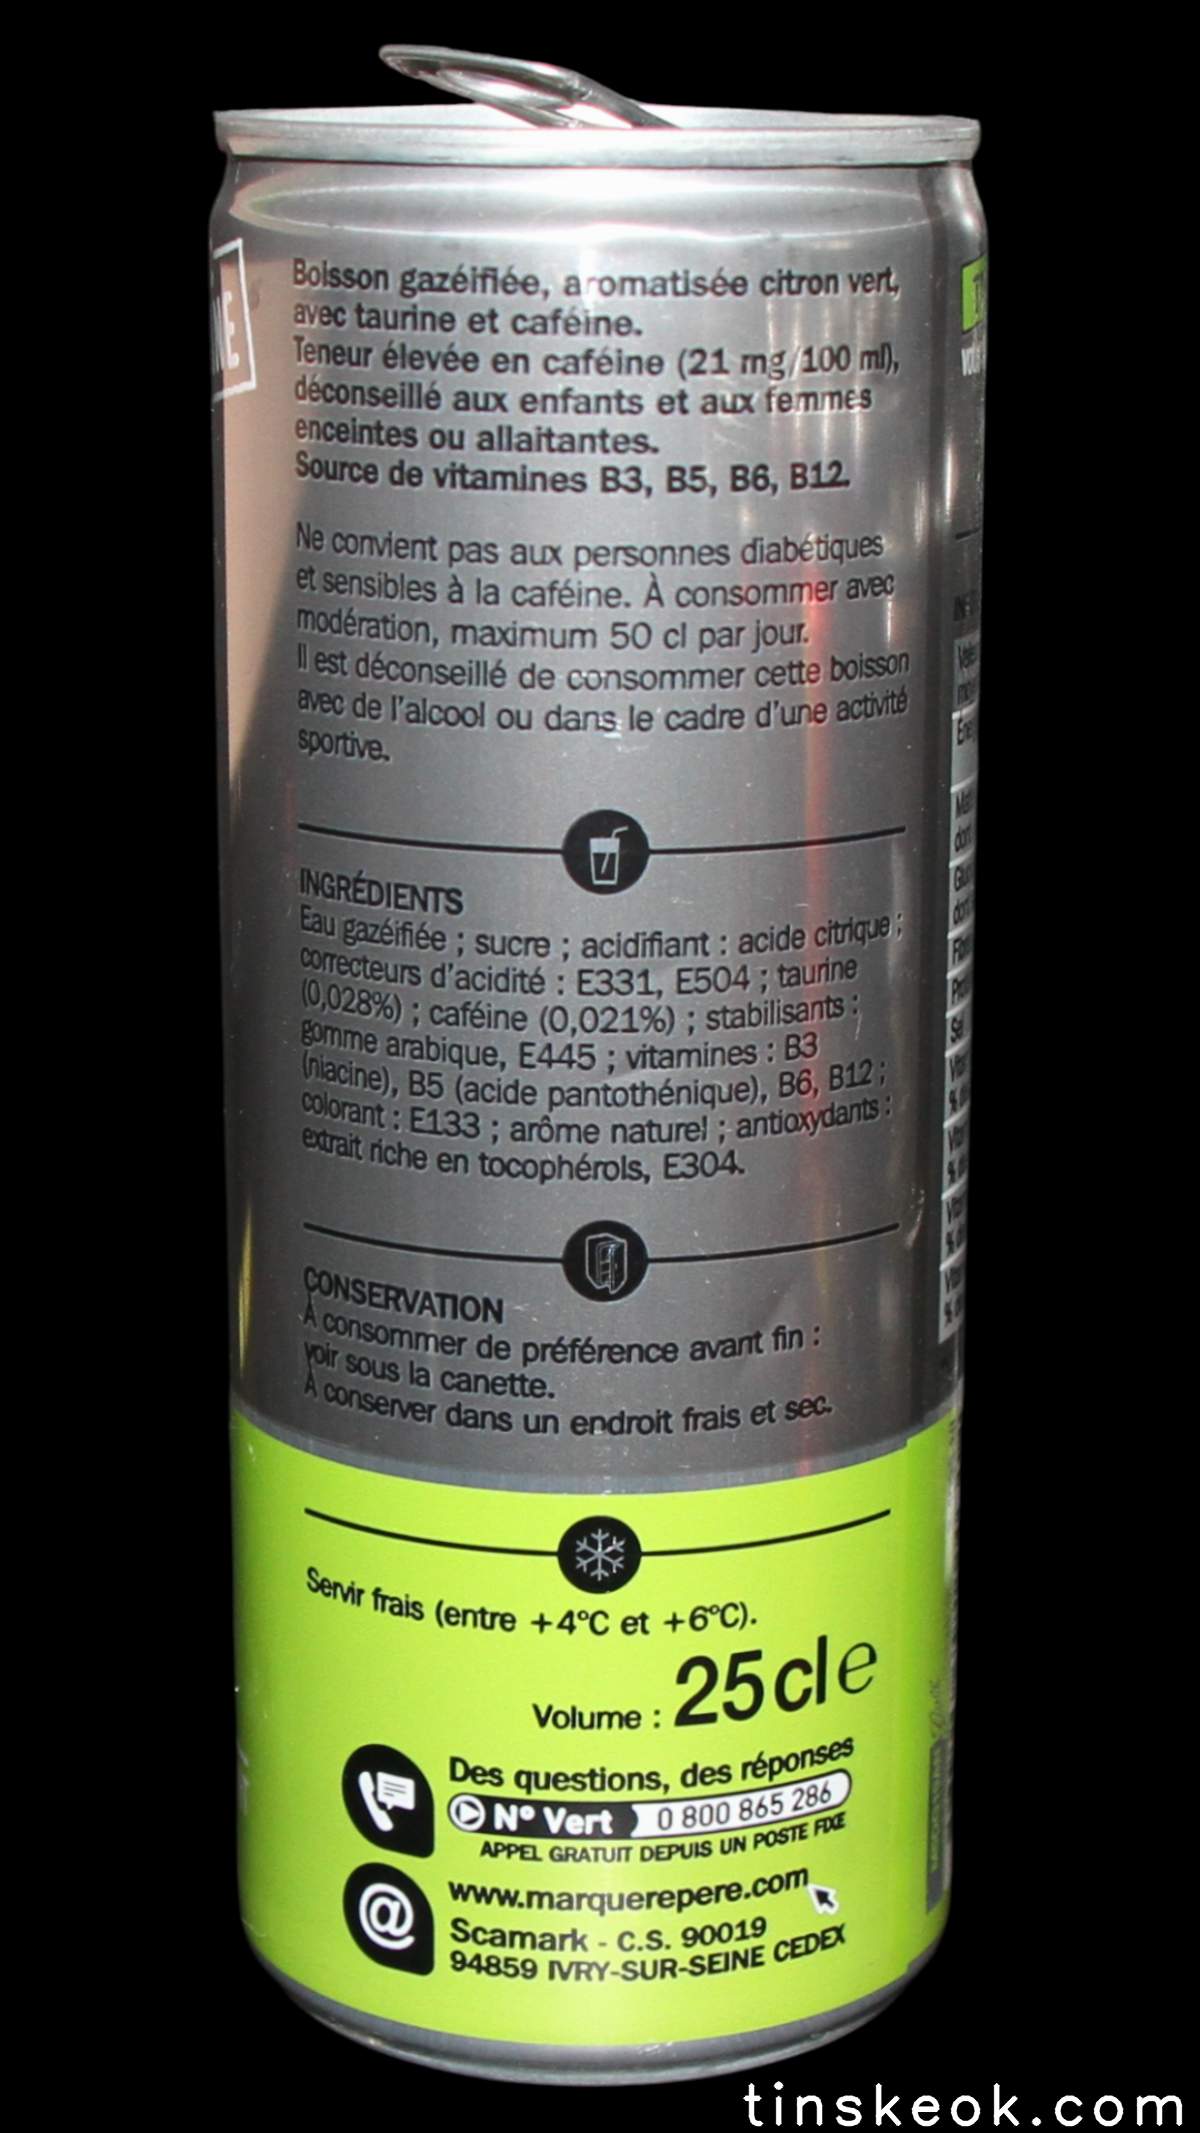 Boisson gazéifiée, aromatisée citron vert,
avec taurine et caféine.
Teneur élevée en caféine (21 mg/100 ml),
déconseillé aux enfants et aux femmes
enceintes ou allaitantes.
Source de vitamines B3, B5, B6, B12.
Ne convient pas aux personnes diabétiques
et sensibles à la caféine. À consommer avec
modération, maximum 50 cl par jour.
Il est déconseillé de consommer cette boisson
avec de l'alcool ou dans le cadre d'une activité
sportive.
INGRÉDIENTS
Eau gazéifiée ; sucre ; acidifiant : acide citrique ;
correcteurs d'acidité : E331, E504 ; taurine
(0,028%) ; caféine (0,021%) ; stabilisants :
gomme arabique, E445 ; vitamines : B3
(niacine), B5 (acide pantothénique), B6, B12 ;
colorant : E133 ; arôme naturel ; antioxydants :
extrait riche en tocophérols, E304.
CONSERVATION
À consommer de préférence avant fin :
voir sous la canette.
À conserver dans un endroit frais et sec.
Servir frais (entre +4°C et +6°C).
Volume : 25cl e
Des questions, des réponses
N° Vert 0 800 865 286
APPEL GRATUIT DEPUIS UN POSTE FIXE
www.marquerepere.com
Scamark - C.S. 90019
94859 IVRY-SUR-SEINE CEDEX
tinskeok.com